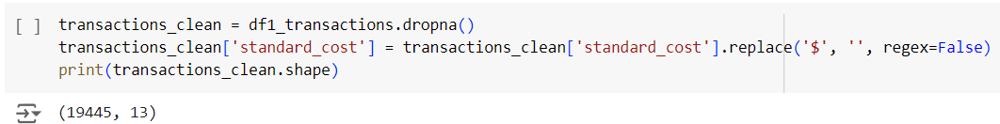 [ ] transactions_clean = df1_transactions.dropna()
transactions_clean['standard_cost'] = transactions_clean['standard_cost'].replace('$', '', regex=False)
print(transactions_clean.shape)
(19445, 13)